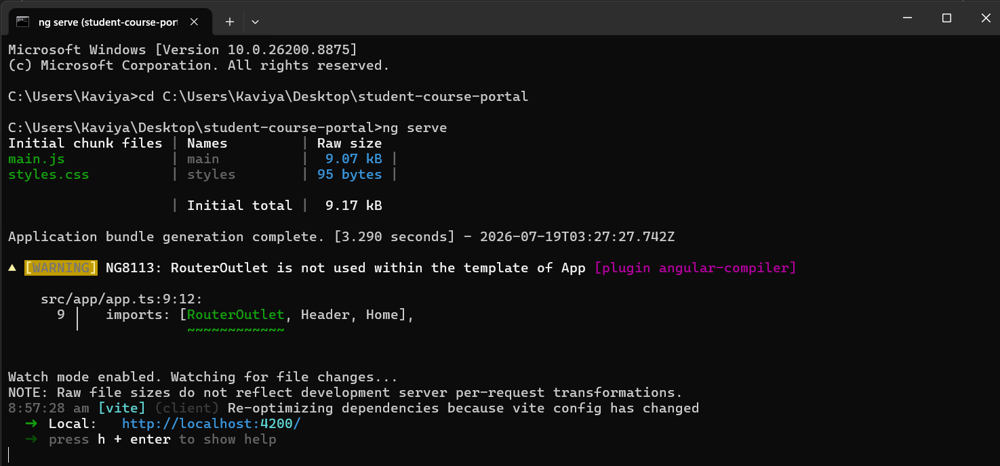 ng serve (student-course-port
Microsoft Windows [Version 10.0.26200.8875]
(c) Microsoft Corporation. All rights reserved.
C:\Users\Kaviya>cd C:\Users\Kaviya\Desktop\student-course-portal
C:\Users\Kaviya\Desktop\student-course-portal>ng serve
Initial chunk files | Names         | Raw size
main.js             | main          |  9.07 kB |
styles.css          | styles        | 95 bytes |
                    | Initial total |  9.17 kB
Application bundle generation complete. [3.290 seconds] - 2026-07-19T03:27:27.742Z
▲ [WARNING] NG8113: RouterOutlet is not used within the template of App [plugin angular-compiler]
    src/app/app.ts:9:12:
      9 │   imports: [RouterOutlet, Header, Home],
        ╵             ~~~~~~~~~~~~
Watch mode enabled. Watching for file changes...
NOTE: Raw file sizes do not reflect development server per-request transformations.
8:57:28 am [vite] (client) Re-optimizing dependencies because vite config has changed
  ➜ Local:   http://localhost:4200/
  ➜ press h + enter to show help